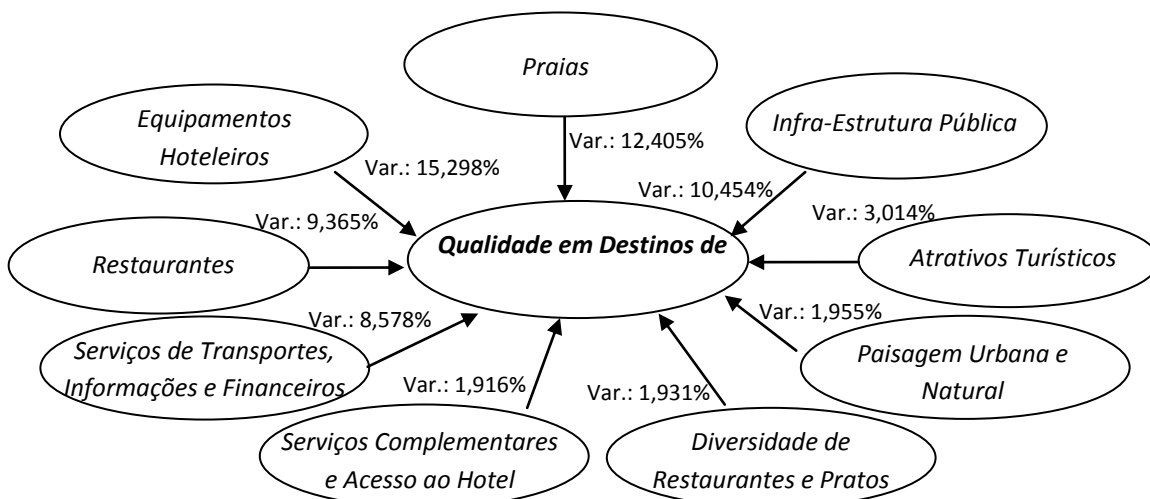 Praias
Equipamentos
Hoteleiros
Infra-Estrutura Pública
Var.: 12,405%
Var.: 15,298%
Var.: 10,454%
Var.: 9,365%
Var.: 3,014%
Qualidade em Destinos de
Restaurantes
Atrativos Turísticos
Var.: 8,578%
Var.: 1,955%
Serviços de Transportes,
Informações e Financeiros
Paisagem Urbana e
Natural
Var.: 1,916%
Var.: 1,931%
Serviços Complementares
e Acesso ao Hotel
Diversidade de
Restaurantes e Pratos